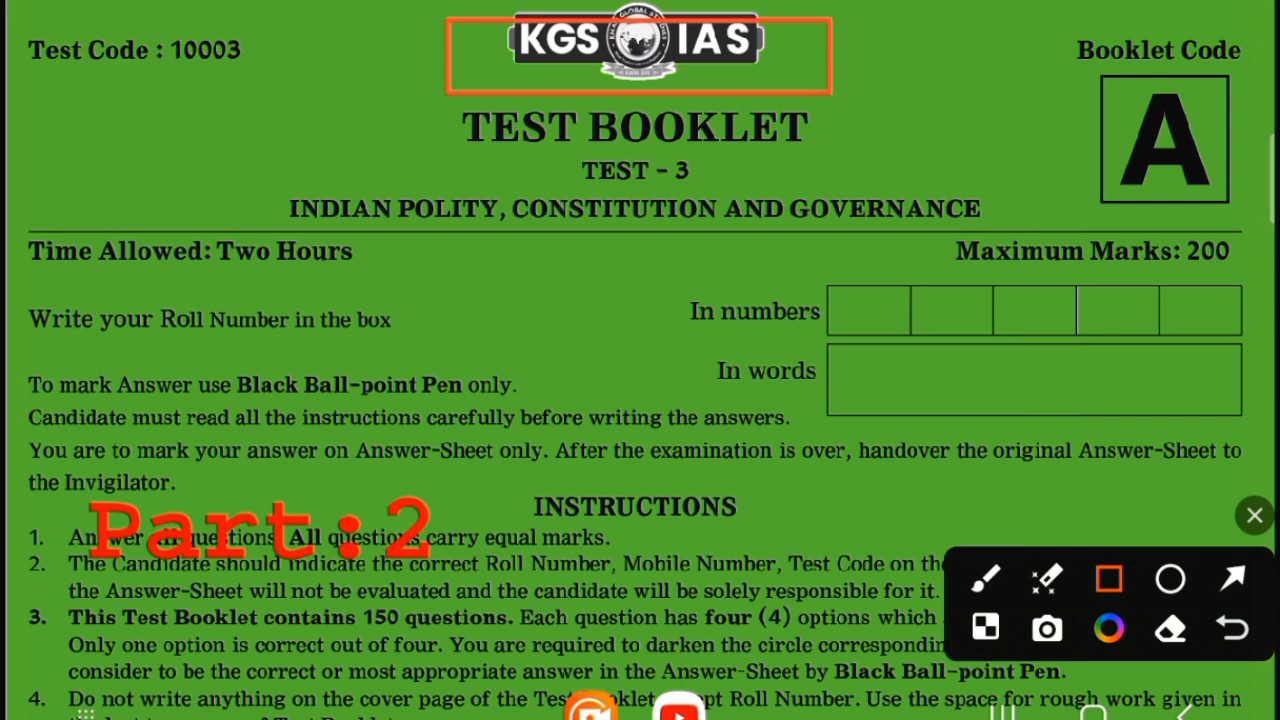 Test Code : 10003
KGS IAS
Booklet Code
A
TEST BOOKLET
TEST - 3
INDIAN POLITY, CONSTITUTION AND GOVERNANCE
Time Allowed: Two Hours
Maximum Marks: 200
Write your Roll Number in the box
In numbers
In words
To mark Answer use Black Ball-point Pen only.
Candidate must read all the instructions carefully before writing the answers.
You are to mark your answer on Answer-Sheet only. After the examination is over, handover the original Answer-Sheet to
the Invigilator.
INSTRUCTIONS
Part:2
1. Answer all questions. All questions carry equal marks.
2. The Candidate should indicate the correct Roll Number, Mobile Number, Test Code on the
the Answer-Sheet will not be evaluated and the candidate will be solely responsible for it.
3. This Test Booklet contains 150 questions. Each question has four (4) options which
Only one option is correct out of four. You are required to darken the circle
consider to be the correct or most appropriate answer in the Answer-Sheet by Black Ball-point Pen.
4. Do not write anything on the cover page of the Test Roll Number. Use the space for rough work given in